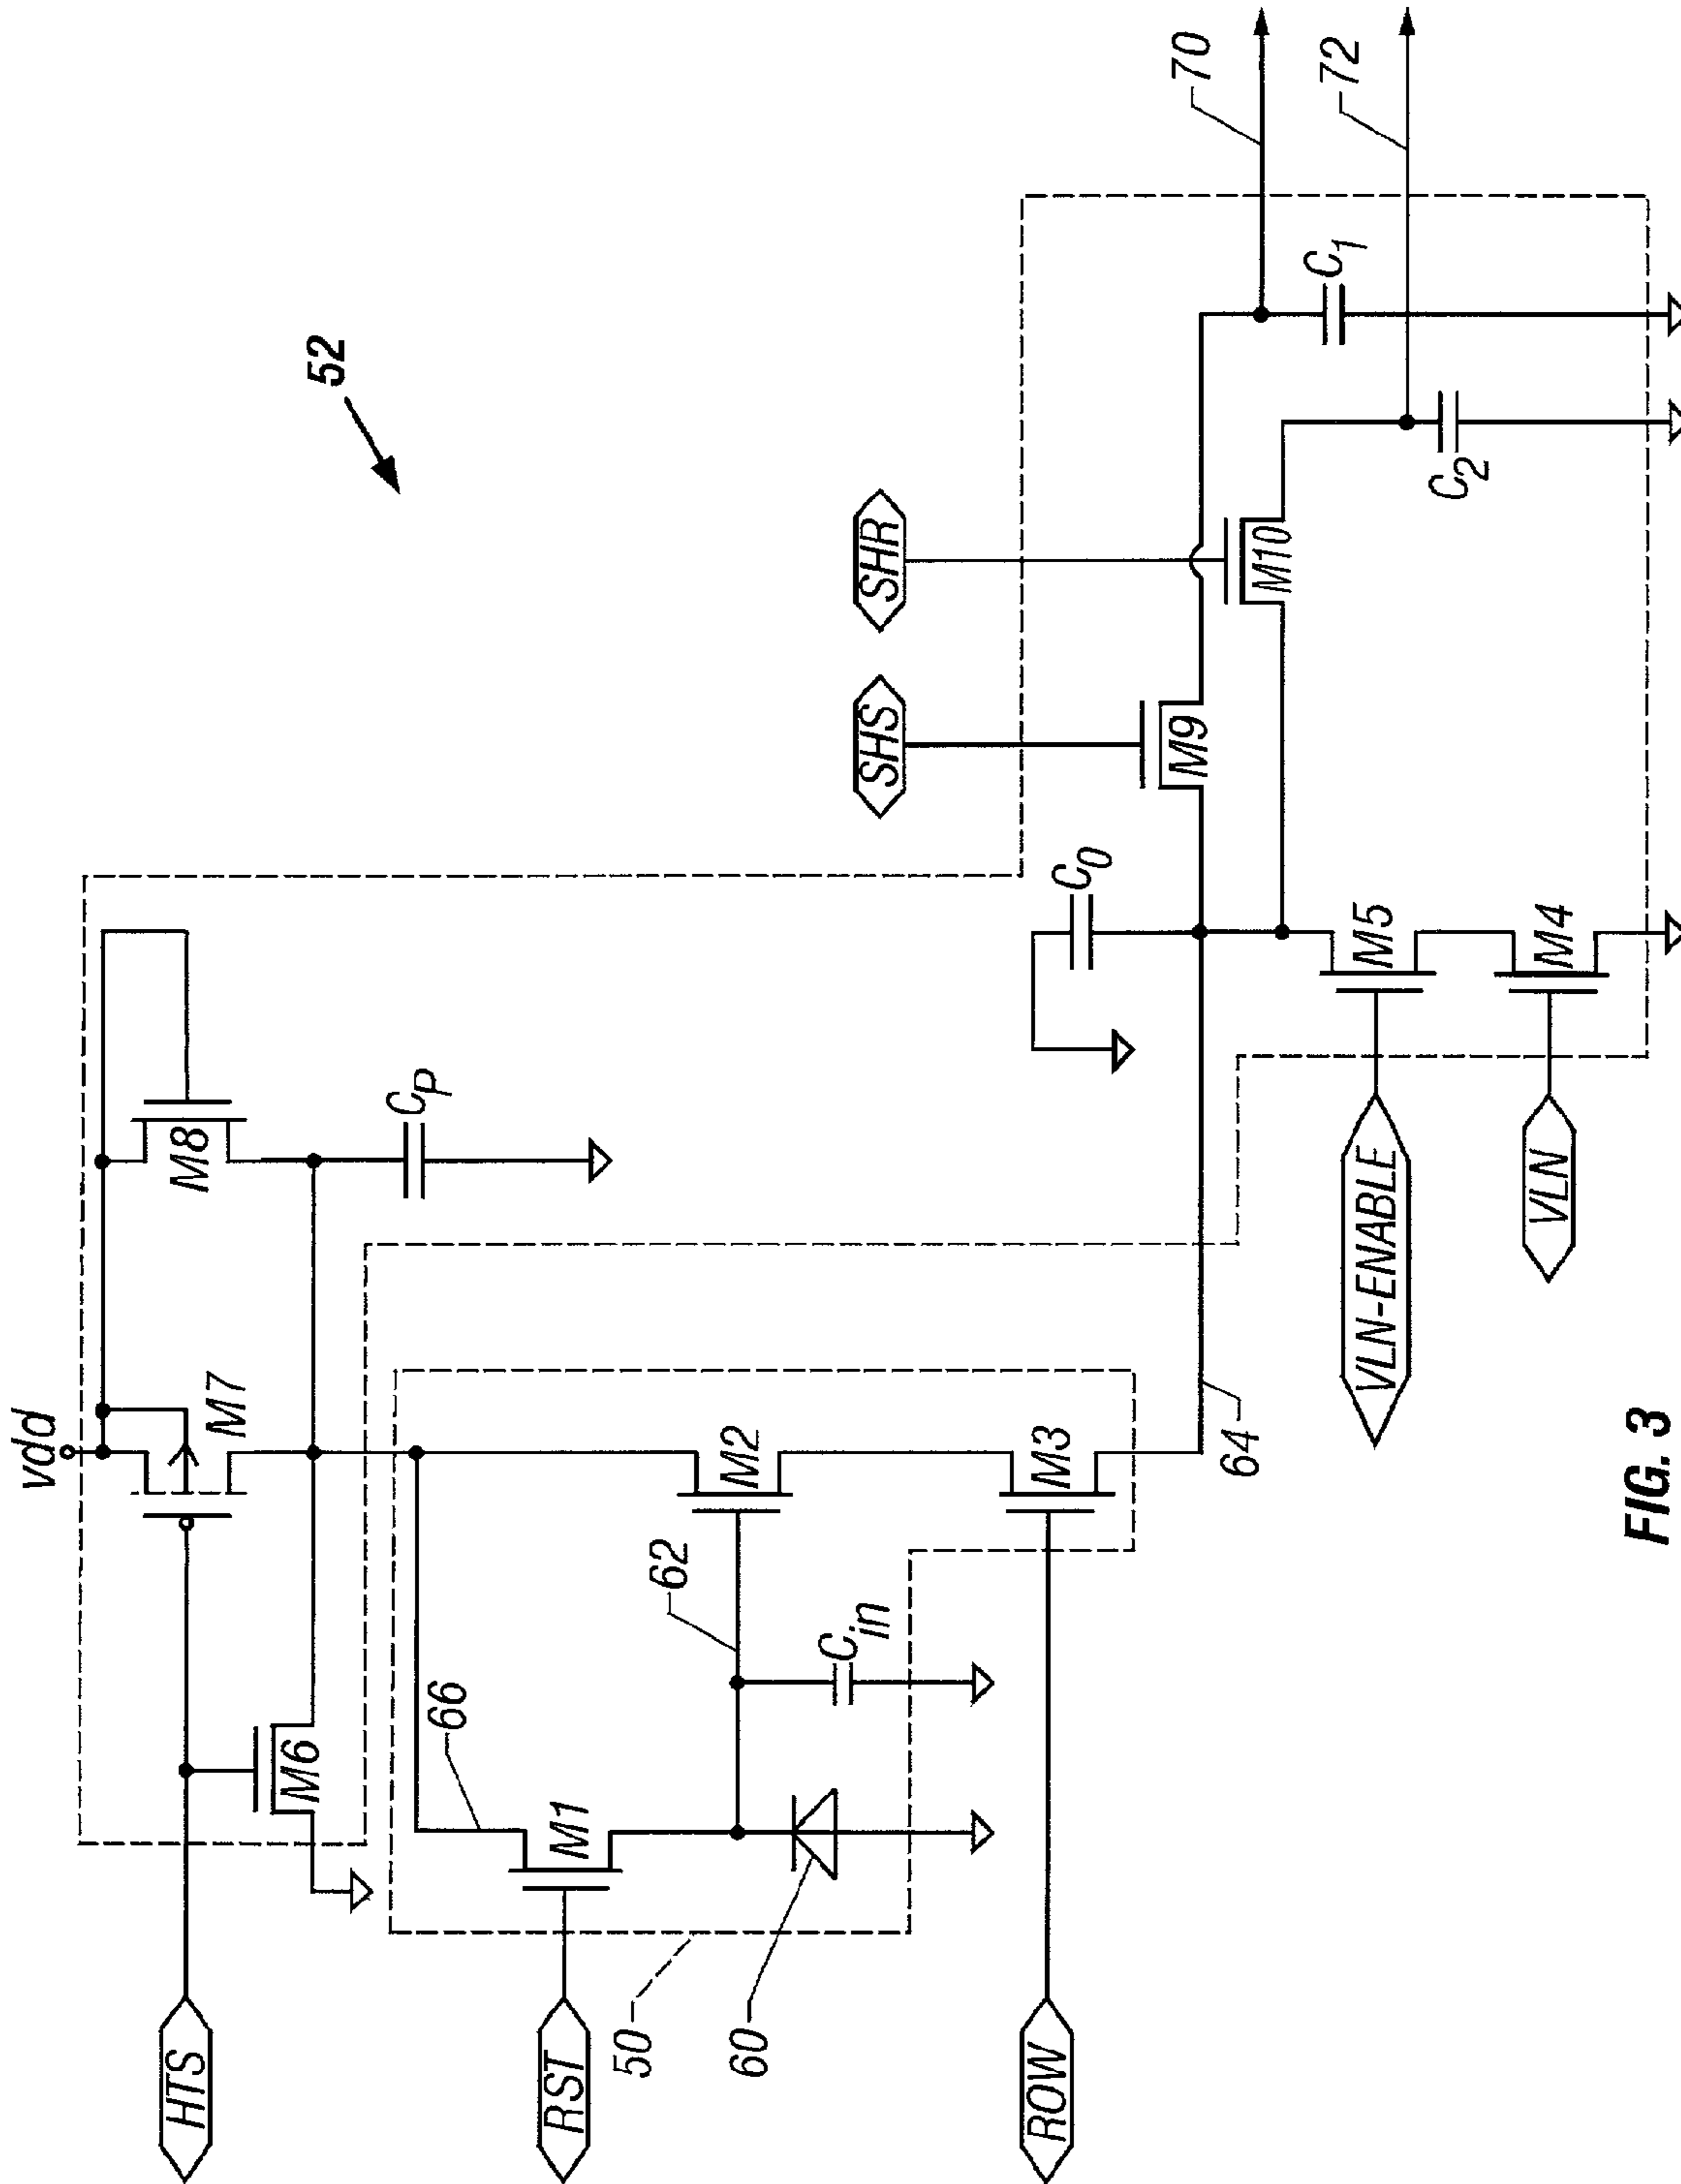 52
vdd
HTS
M7
M8
M6
C_P
RST
66
M1
62
M2
C_in
50
60
ROW
M3
64
SHS
SHR
C_0
M9
M10
70
72
C_1
C_2
VLN-ENABLE
M5
VLN
M4
FIG. 3